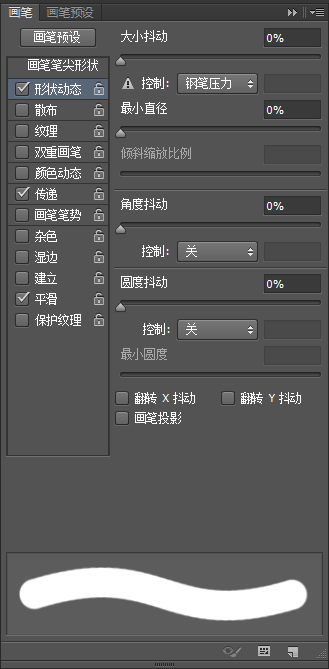 画笔 画笔预设
画笔预设
画笔笔尖形状
形状动态
散布
纹理
双重画笔
颜色动态
传递
画笔笔势
杂色
湿边
建立
平滑
保护纹理
大小抖动 0%
控制: 钢笔压力
最小直径 0%
倾斜缩放比例
角度抖动 0%
控制: 关
圆度抖动 0%
控制: 关
最小圆度
翻转 X 抖动 翻转 Y 抖动
画笔投影